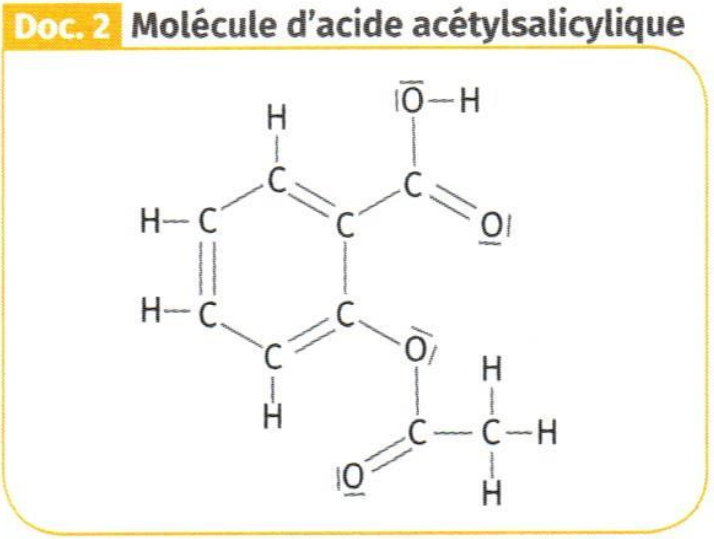 Doc. 2 Molécule d'acide acétylsalicylique
O H
H
C C
H C C O
H C C
C O H
H C C H
O H